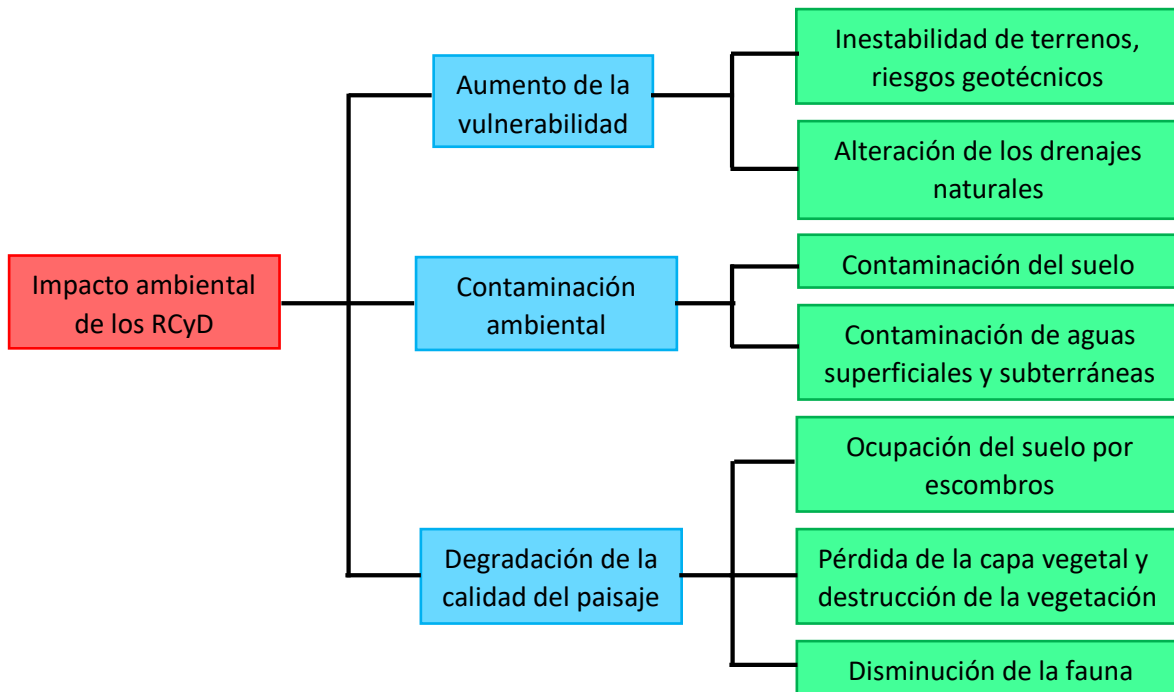 Impacto ambiental
de los RCyD
Aumento de la
vulnerabilidad
Inestabilidad de terrenos,
riesgos geotécnicos
Alteración de los drenajes
naturales
Contaminación
ambiental
Contaminación del suelo
Contaminación de aguas
superficiales y subterráneas
Degradación de la
calidad del paisaje
Ocupación del suelo por
escombros
Pérdida de la capa vegetal y
destrucción de la vegetación
Disminución de la fauna